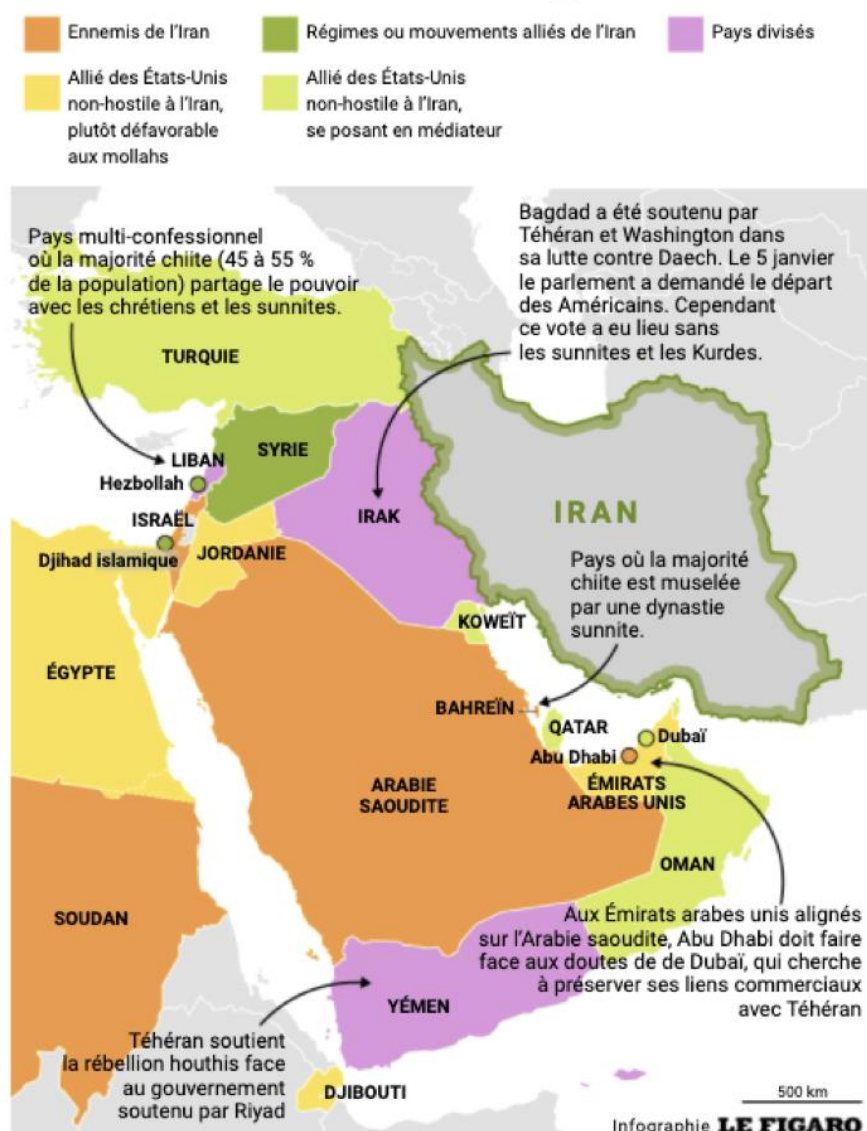 Ennemis de l'Iran
Régimes ou mouvements alliés de l'Iran
Pays divisés
Allié des États-Unis
non-hostile à l'Iran,
plutôt défavorable
aux mollahs
Allié des États-Unis
non-hostile à l'Iran,
se posant en médiateur
Pays multi-confessionnel
où la majorité chiite (45 à 55 %
de la population) partage le pouvoir
avec les chrétiens et les sunnites.
Bagdad a été soutenu par
Téhéran et Washington dans
sa lutte contre Daech. Le 5 janvier
le parlement a demandé le départ
des Américains. Cependant
ce vote a eu lieu sans
les sunnites et les Kurdes.
TURQUIE
LIBAN
SYRIE
Hezbollah
ISRAËL
IRAK
IRAN
Djihad islamique
JORDANIE
Pays où la majorité
chiite est muselée
par une dynastie
sunnite.
KOWEÏT
ÉGYPTE
BAHREÏN
QATAR
Dubaï
Abu Dhabi
ARABIE
SAOUDITE
ÉMIRATS
ARABES UNIS
OMAN
SOUDAN
Aux Émirats arabes unis alignés
sur l'Arabie saoudite, Abu Dhabi doit faire
face aux doutes de de Dubaï, qui cherche
à préserver ses liens commerciaux
avec Téhéran
YÉMEN
Téhéran soutient
la rébellion houthis face
au gouvernement
soutenu par Riyad
DJIBOUTI
500 km
Infographie LE FIGARO